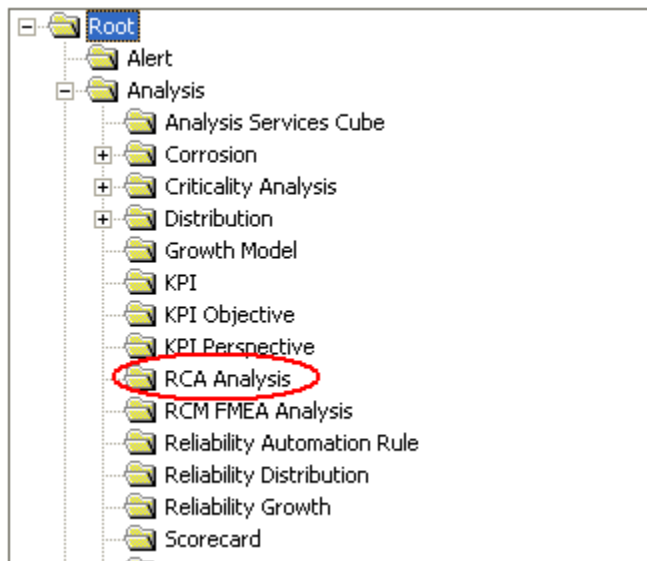 Root
Alert
Analysis
Analysis Services Cube
Corrosion
Criticality Analysis
Distribution
Growth Model
KPI
KPI Objective
KPI Perspective
RCA Analysis
RCM FMEA Analysis
Reliability Automation Rule
Reliability Distribution
Reliability Growth
Scorecard